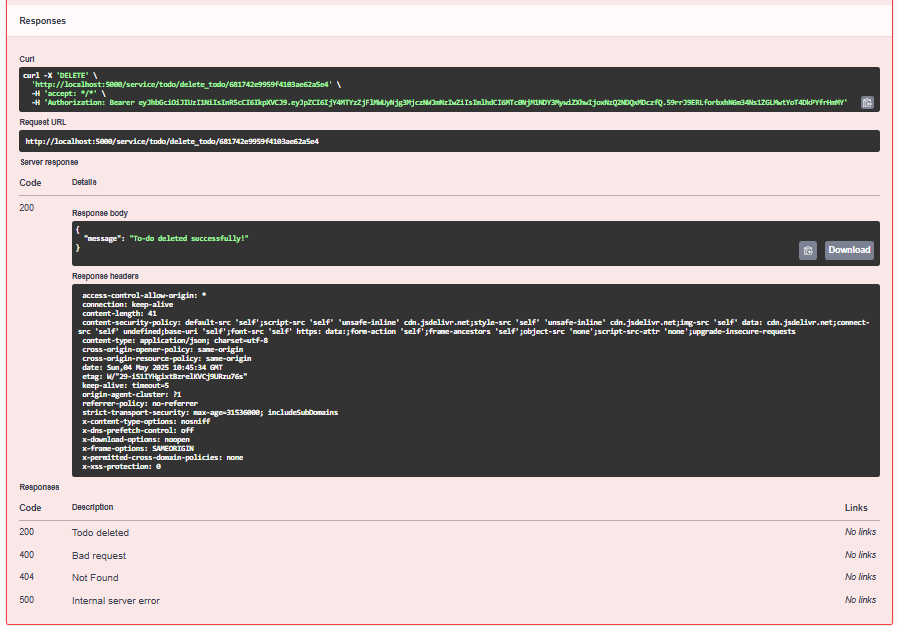 Responses
Curl
curl -X 'DELETE' \
'http://localhost:5000/service/todo/delete_todo/681742e9959f4103ae62a5e4' \
-H 'accept: */*' \
-H 'Authorization: Bearer
Request URL
http://localhost:5000/service/todo/delete_todo/681742e9959f4103ae62a5e4
Server response
Code Details
200
Response body
{
"message": "To-do deleted successfully!"
}
Download
Response headers
access-control-allow-origin: *
connection: keep-alive
content-length: 41
content-security-policy: default-src 'self';script-src 'self' 'unsafe-inline' cdn.jsdelivr.net;style-src 'self' 'unsafe-inline' cdn.jsdelivr.net;img-src 'self' data: cdn.jsdelivr.net;connect-
src 'self' undefined;base-uri 'self';font-src 'self' https: data:;form-action 'self';frame-ancestors 'self';object-src 'none';script-src-attr 'none';upgrade-insecure-requests
content-type: application/json; charset=utf-8
cross-origin-opener-policy: same-origin
cross-origin-resource-policy: same-origin
date: Sun,04 May 2025 10:45:34 GMT
etag: W/"29-iS1IYHgixtBzrelKVCj9URzu76s"
keep-alive: timeout=5
origin-agent-cluster: ?1
referrer-policy: no-referrer
strict-transport-security: max-age=31536000; includeSubDomains
x-content-type-options: nosniff
x-dns-prefetch-control: off
x-download-options: noopen
x-frame-options: SAMEORIGIN
x-permitted-cross-domain-policies: none
x-xss-protection: 0
Responses
Code Description Links
200 Todo deleted No links
400 Bad request No links
404 Not Found No links
500 Internal server error No links